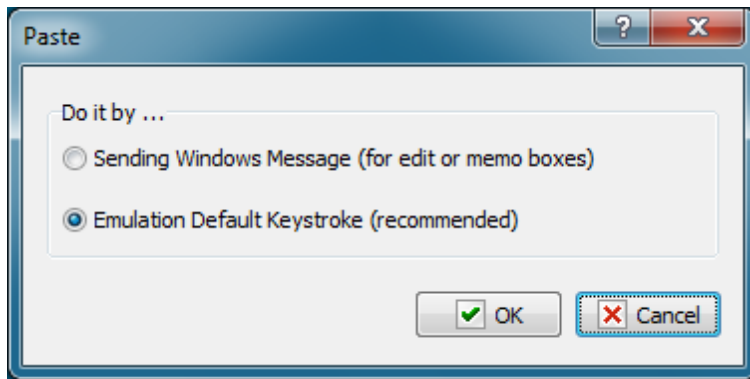 Paste
?
Do it by ...
Sending Windows Message (for edit or memo boxes)
Emulation Default Keystroke (recommended)
OK
Cancel